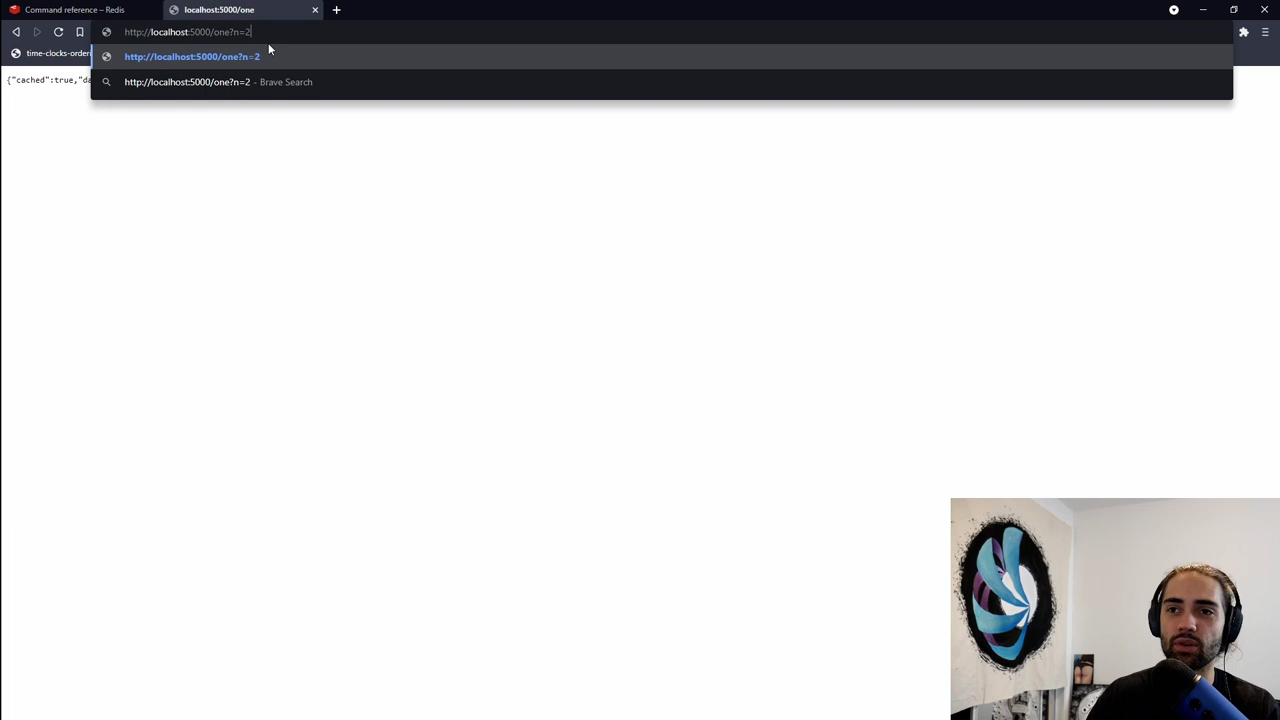 Command reference – Redis
localhost:5000/one
http://localhost:5000/one?n=2
time-clocks-orderi
http://localhost:5000/one?n=2
{"cached":true,"da
http://localhost:5000/one?n=2 - Brave Search